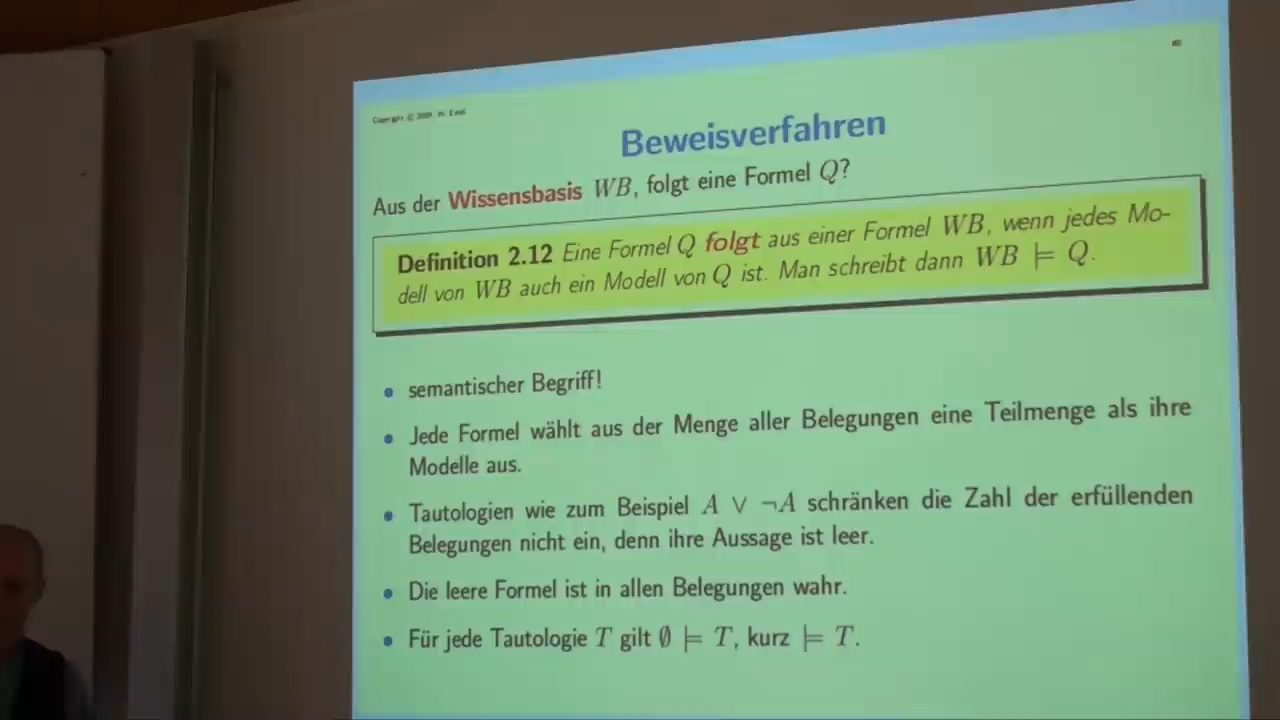 Copyright © 2009, W. Ertel
Beweisverfahren
Aus der Wissensbasis WB, folgt eine Formel Q?
Definition 2.12 Eine Formel Q folgt aus einer Formel WB, wenn jedes Mo-
dell von WB auch ein Modell von Q ist. Man schreibt dann WB ⊨ Q.
• semantischer Begriff!
• Jede Formel wählt aus der Menge aller Belegungen eine Teilmenge als ihre
Modelle aus.
• Tautologien wie zum Beispiel A ∨ ¬A schränken die Zahl der erfüllenden
Belegungen nicht ein, denn ihre Aussage ist leer.
• Die leere Formel ist in allen Belegungen wahr.
• Für jede Tautologie T gilt ∅ ⊨ T, kurz ⊨ T.